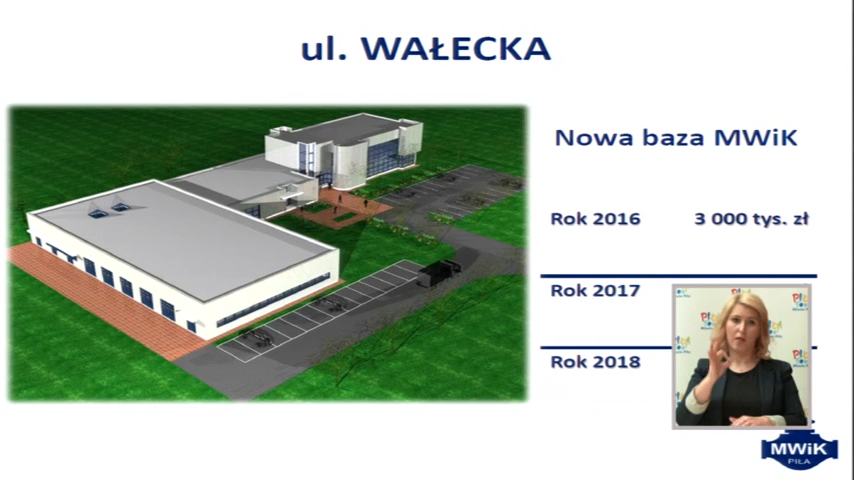 ul. WAŁECKA
Nowa baza MWiK
Rok 2016 3 000 tys. zł
Rok 2017
Rok 2018
MWiK
PIŁA